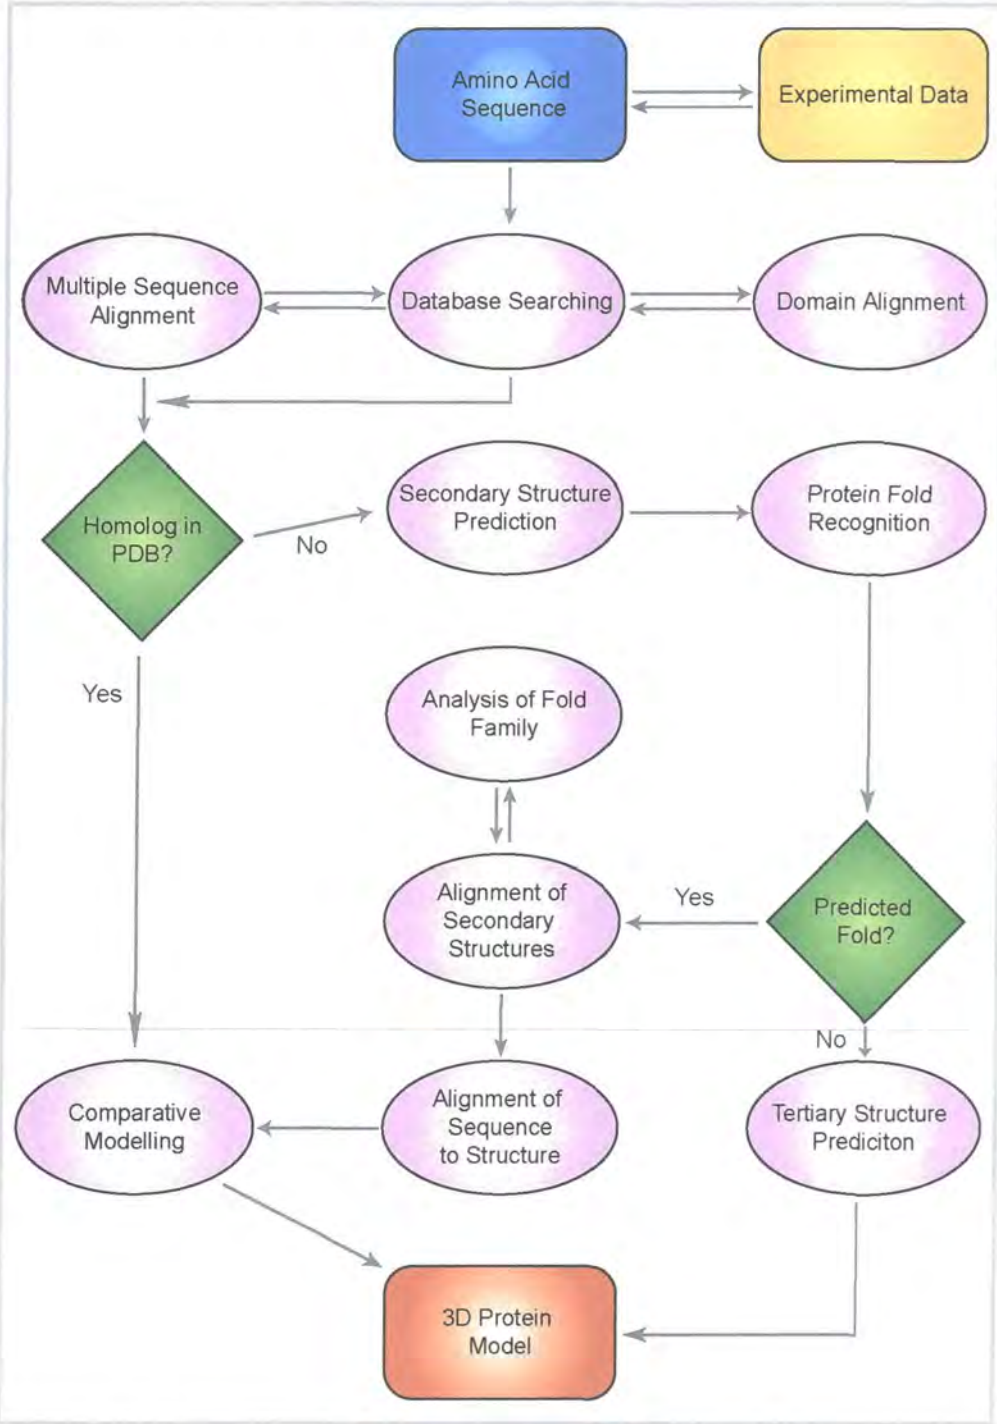 Amino Acid
Sequence
Experimental Data
Multiple Sequence
Alignment
Database Searching
Domain Alignment
Homolog in
PDB?
No
Secondary Structure
Prediction
Protein Fold
Recognition
Yes
Analysis of Fold
Family
Alignment of
Secondary
Structures
Yes
Predicted
Fold?
No
Comparative
Modelling
Alignment of
Sequence
to Structure
Tertiary Structure
Prediciton
3D Protein
Model